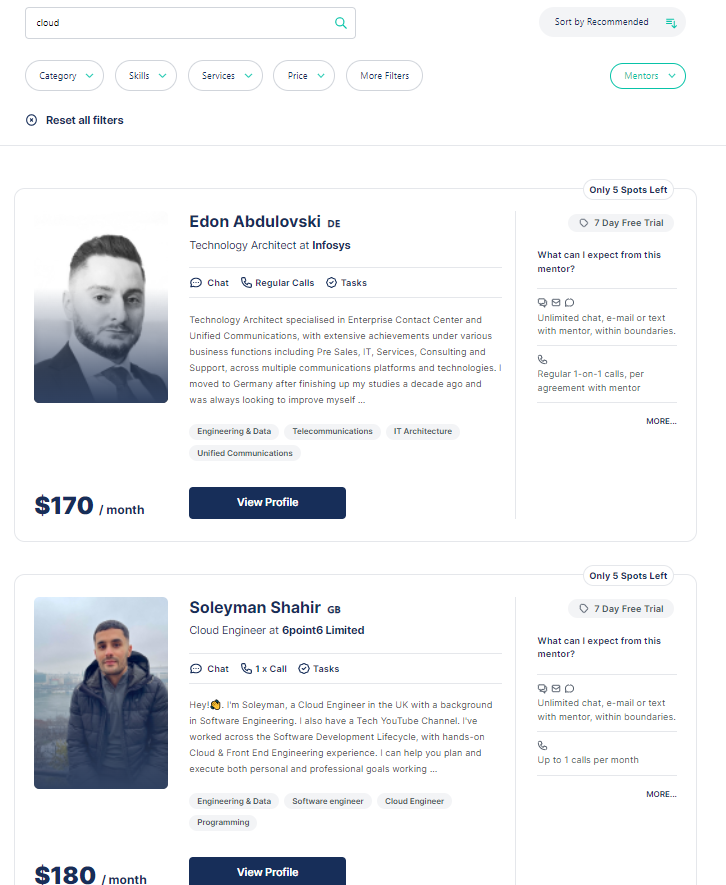 cloud
Sort by Recommended
Category
Skills
Services
Price
More Filters
Mentors
Reset all filters
Only 5 Spots Left
Edon Abdulovski DE
Technology Architect at Infosys
Chat
Regular Calls
Tasks
Technology Architect specialised in Enterprise Contact Center and
Unified Communications, with extensive achievements under various
business functions including Pre Sales, IT, Services, Consulting and
Support, across multiple communications platforms and technologies. I
moved to Germany after finishing up my studies a decade ago and
was always looking to improve myself ...
Engineering & Data
Telecommunications
IT Architecture
Unified Communications
$170 / month
View Profile
7 Day Free Trial
What can I expect from this
mentor?
Unlimited chat, e-mail or text
with mentor, within boundaries.
Regular 1-on-1 calls, per
agreement with mentor
MORE...
Only 5 Spots Left
Soleyman Shahir GB
Cloud Engineer at 6point6 Limited
Chat
1 x Call
Tasks
Hey!👏. I'm Soleyman, a Cloud Engineer in the UK with a background
in Software Engineering. I also have a Tech YouTube Channel. I've
worked across the Software Development Lifecycle, with hands-on
Cloud & Front End Engineering experience. I can help you plan and
execute both personal and professional goals working ...
Engineering & Data
Software engineer
Cloud Engineer
Programming
$180 / month
View Profile
7 Day Free Trial
What can I expect from this
mentor?
Unlimited chat, e-mail or text
with mentor, within boundaries.
Up to 1 calls per month
MORE...